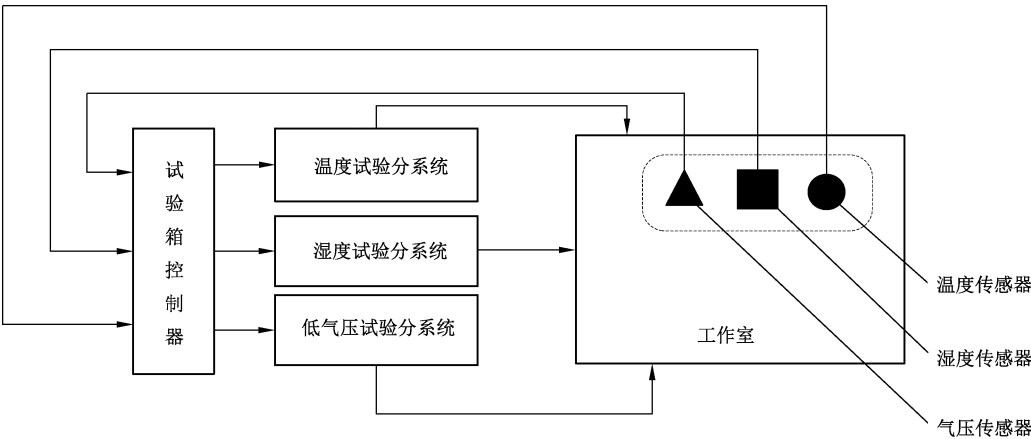 试验箱控制器
温度试验分系统
湿度试验分系统
低气压试验分系统
工作室
温度传感器
湿度传感器
气压传感器